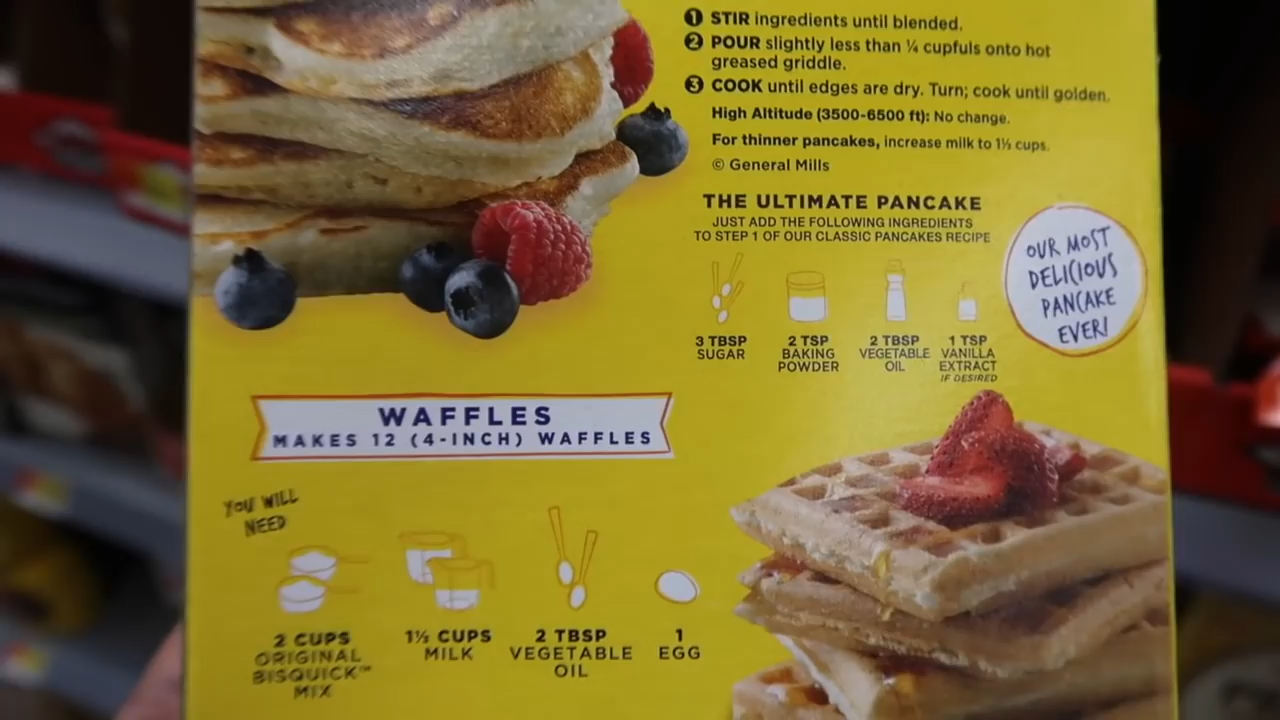 ❶ STIR ingredients until blended.
❷ POUR slightly less than ¼ cupfuls onto hot
greased griddle.
❸ COOK until edges are dry. Turn; cook until golden.
High Altitude (3500-6500 ft): No change.
For thinner pancakes, increase milk to 1½ cups.
© General Mills
THE ULTIMATE PANCAKE
JUST ADD THE FOLLOWING INGREDIENTS
TO STEP 1 OF OUR CLASSIC PANCAKES RECIPE
OUR MOST
DELICIOUS
PANCAKE
EVER!
3 TBSP
SUGAR
2 TSP
BAKING
POWDER
2 TBSP
VEGETABLE
OIL
1 TSP
VANILLA
EXTRACT
IF DESIRED
WAFFLES
MAKES 12 (4-INCH) WAFFLES
YOU WILL
NEED
2 CUPS
ORIGINAL
BISQUICK™
MIX
1⅓ CUPS
MILK
2 TBSP
VEGETABLE
OIL
1
EGG